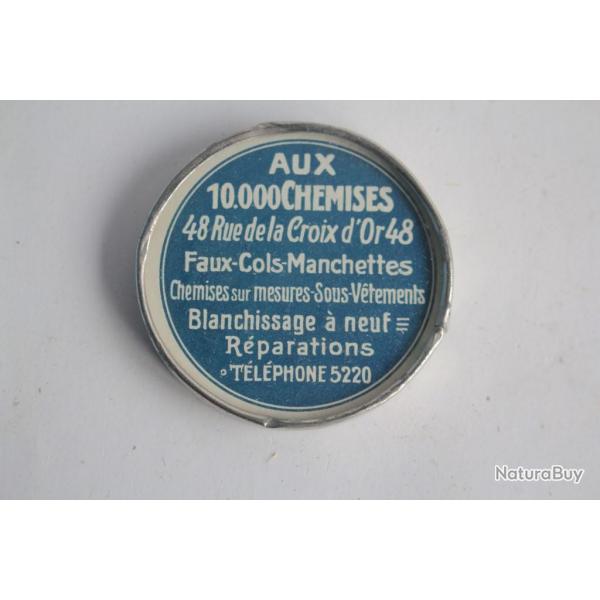 AUX
10.000 CHEMISES
48 Rue de la Croix d'Or 48
Faux-Cols-Manchettes
Chemises sur mesures-Sous-Vêtements
Blanchissage à neuf
Réparations
TÉLÉPHONE 5220
NaturaBuy